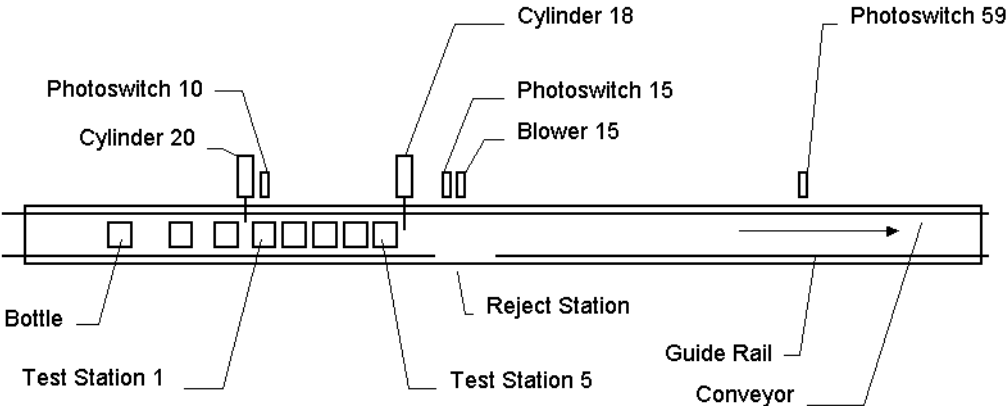 Cylinder 18
Photoswitch 59
Photoswitch 10
Photoswitch 15
Cylinder 20
Blower 15
Bottle
Reject Station
Test Station 1
Test Station 5
Guide Rail
Conveyor